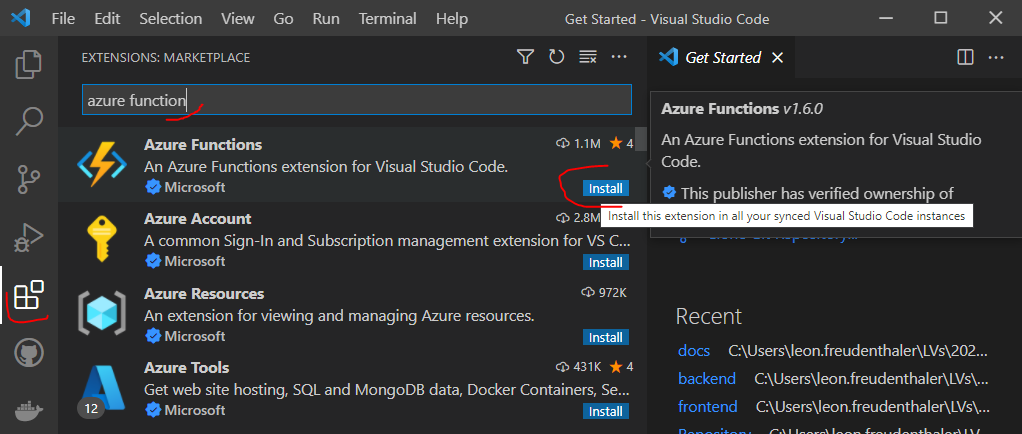 File Edit Selection View Go Run Terminal Help Get Started - Visual Studio Code
EXTENSIONS: MARKETPLACE
azure function
Azure Functions 1.1M 4
An Azure Functions extension for Visual Studio Code.
Microsoft Install
Azure Account 2.8M
A common Sign-In and Subscription management extension for VS C...
Microsoft Install
Azure Resources 972K
An extension for viewing and managing Azure resources.
Microsoft Install
Azure Tools 431K 4
Get web site hosting, SQL and MongoDB data, Docker Containers, Se...
12 Microsoft Install
Get Started
Azure Functions v1.6.0
An Azure Functions extension for Visual Studio
Code.
This publisher has verified ownership of
Install this extension in all your synced Visual Studio Code instances
Recent
docs C:\Users\leon.freudenthaler\LVs\202...
backend C:\Users\leon.freudenthaler\LVs\...
frontend C:\Users\leon.freudenthaler\LVs\...
Repository C:\Users\leon.freudenthaler\LV...